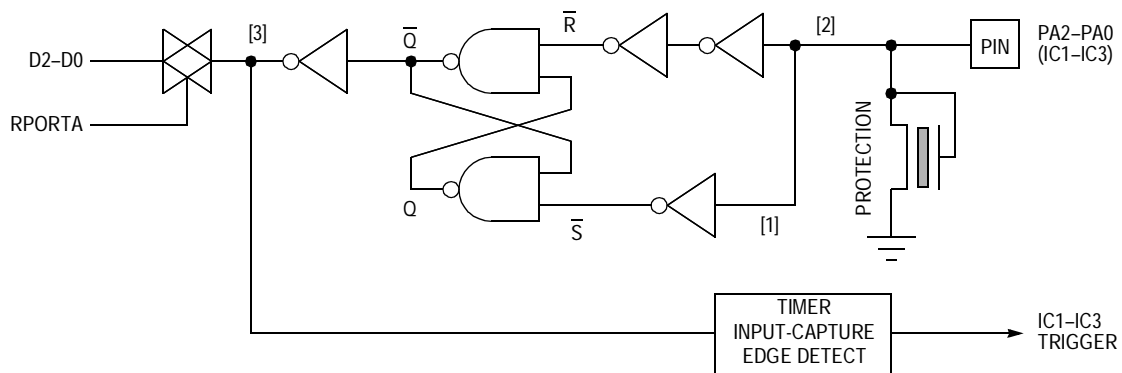 [3]
Q̅
R̅
[2]
PIN
PA2–PA0
(IC1–IC3)
D2–D0
RPORTA
PROTECTION
Q
S̅
[1]
TIMER
INPUT-CAPTURE
EDGE DETECT
IC1–IC3
TRIGGER